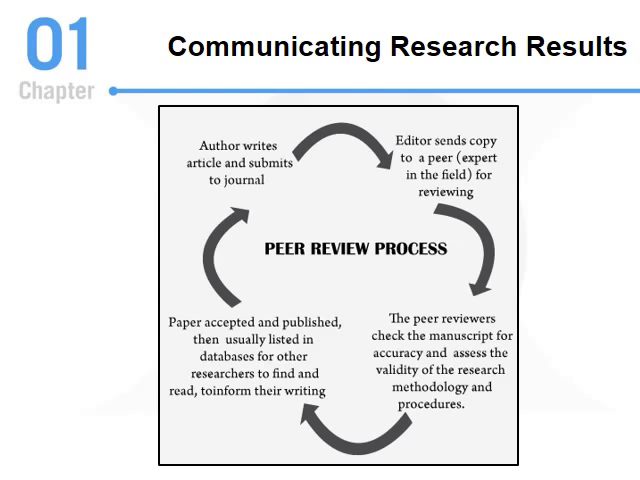 01
Chapter
Communicating Research Results
Author writes
article and submits
to journal
Editor sends copy
to a peer (expert
in the field) for
reviewing
PEER REVIEW PROCESS
Paper accepted and published,
then usually listed in
databases for other
researchers to find and
read, toinform their writing
The peer reviewers
check the manuscript for
accuracy and assess the
validity of the research
methodology and
procedures.